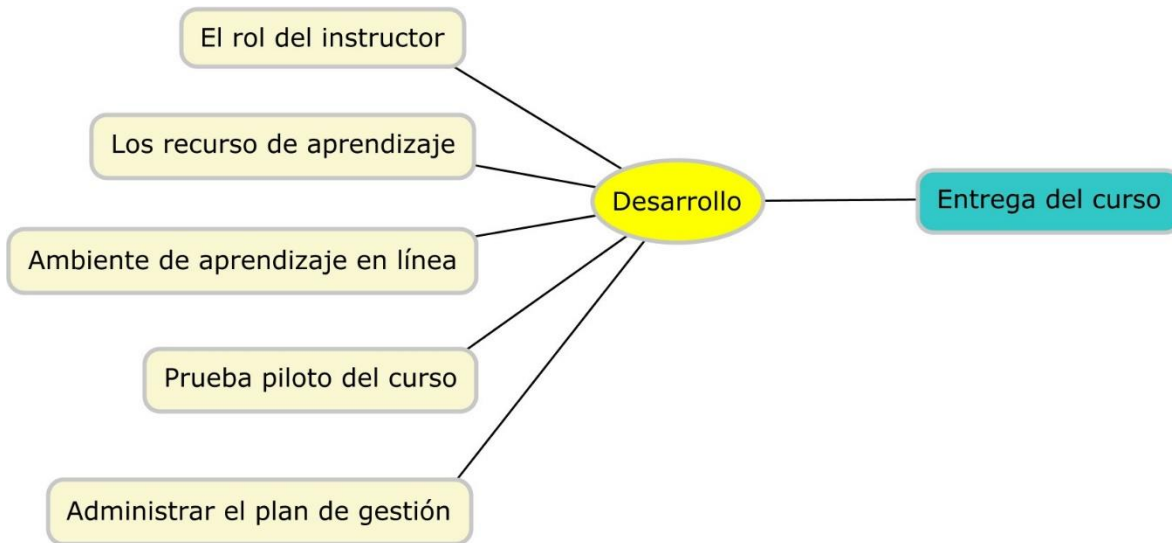 El rol del instructor
Los recurso de aprendizaje
Ambiente de aprendizaje en línea
Prueba piloto del curso
Administrar el plan de gestión
Desarrollo
Entrega del curso